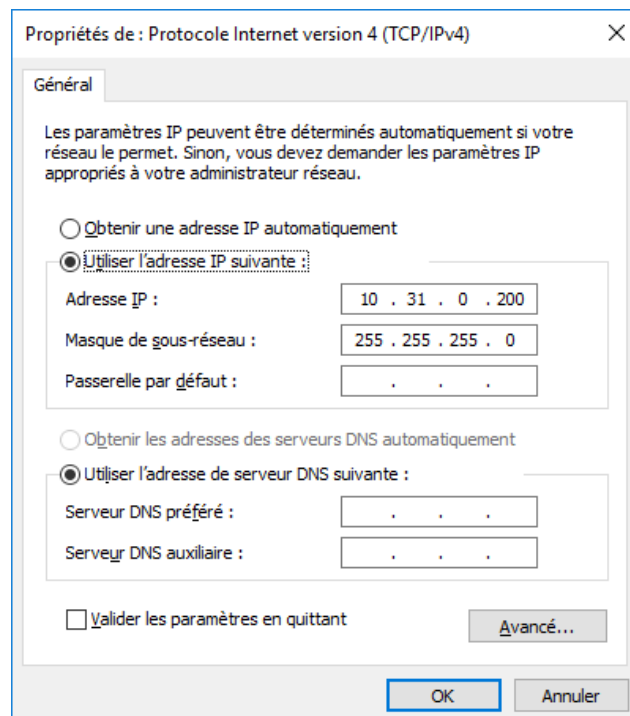 Propriétés de : Protocole Internet version 4 (TCP/IPv4)
Général
Les paramètres IP peuvent être déterminés automatiquement si votre
réseau le permet. Sinon, vous devez demander les paramètres IP
appropriés à votre administrateur réseau.
Obtenir une adresse IP automatiquement
Utiliser l'adresse IP suivante :
Adresse IP : 10 . 31 . 0 . 200
Masque de sous-réseau : 255 . 255 . 255 . 0
Passerelle par défaut : . . .
Obtenir les adresses des serveurs DNS automatiquement
Utiliser l'adresse de serveur DNS suivante :
Serveur DNS préféré : . . .
Serveur DNS auxiliaire : . . .
Valider les paramètres en quittant
Avancé...
OK Annuler